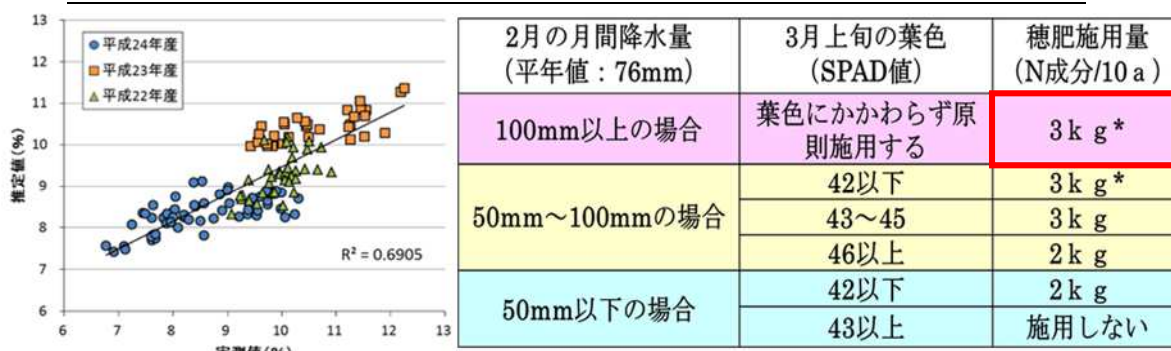 13
12
11
10
9
8
7
6
推定値(%)
平成24年産
平成23年産
平成22年産
R² = 0.6905
6 7 8 9 10 11 12 13
実測値(%)
2月の月間降水量
(平年値：76mm)
3月上旬の葉色
(SPAD値)
穂肥施用量
(N成分/10a)
100mm以上の場合
葉色にかかわらず原
則施用する
3kg*
50mm～100mmの場合
42以下
3kg*
43～45
3kg
46以上
2kg
50mm以下の場合
42以下
2kg
43以上
施用しない